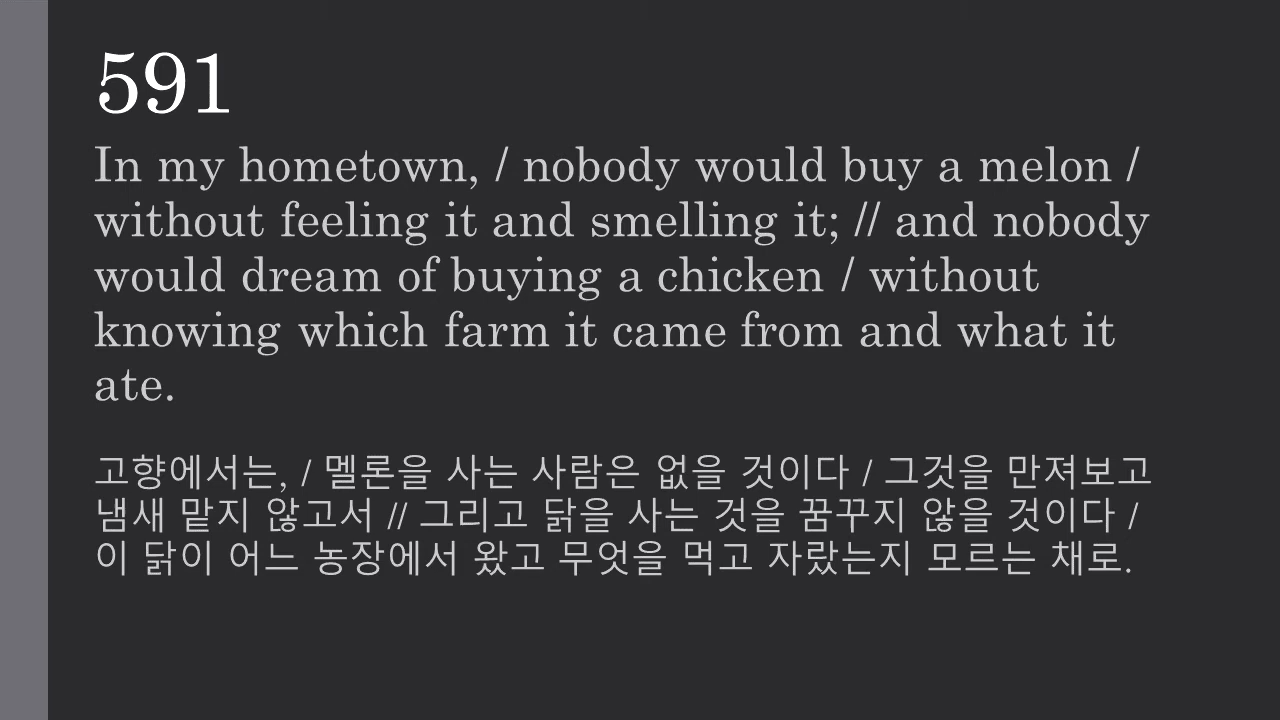 591
In my hometown, / nobody would buy a melon /
without feeling it and smelling it; // and nobody
would dream of buying a chicken / without
knowing which farm it came from and what it
ate.
고향에서는, / 멜론을 사는 사람은 없을 것이다 / 그것을 만져보고
냄새 맡지 않고서 // 그리고 닭을 사는 것을 꿈꾸지 않을 것이다 /
이 닭이 어느 농장에서 왔고 무엇을 먹고 자랐는지 모르는 채로.